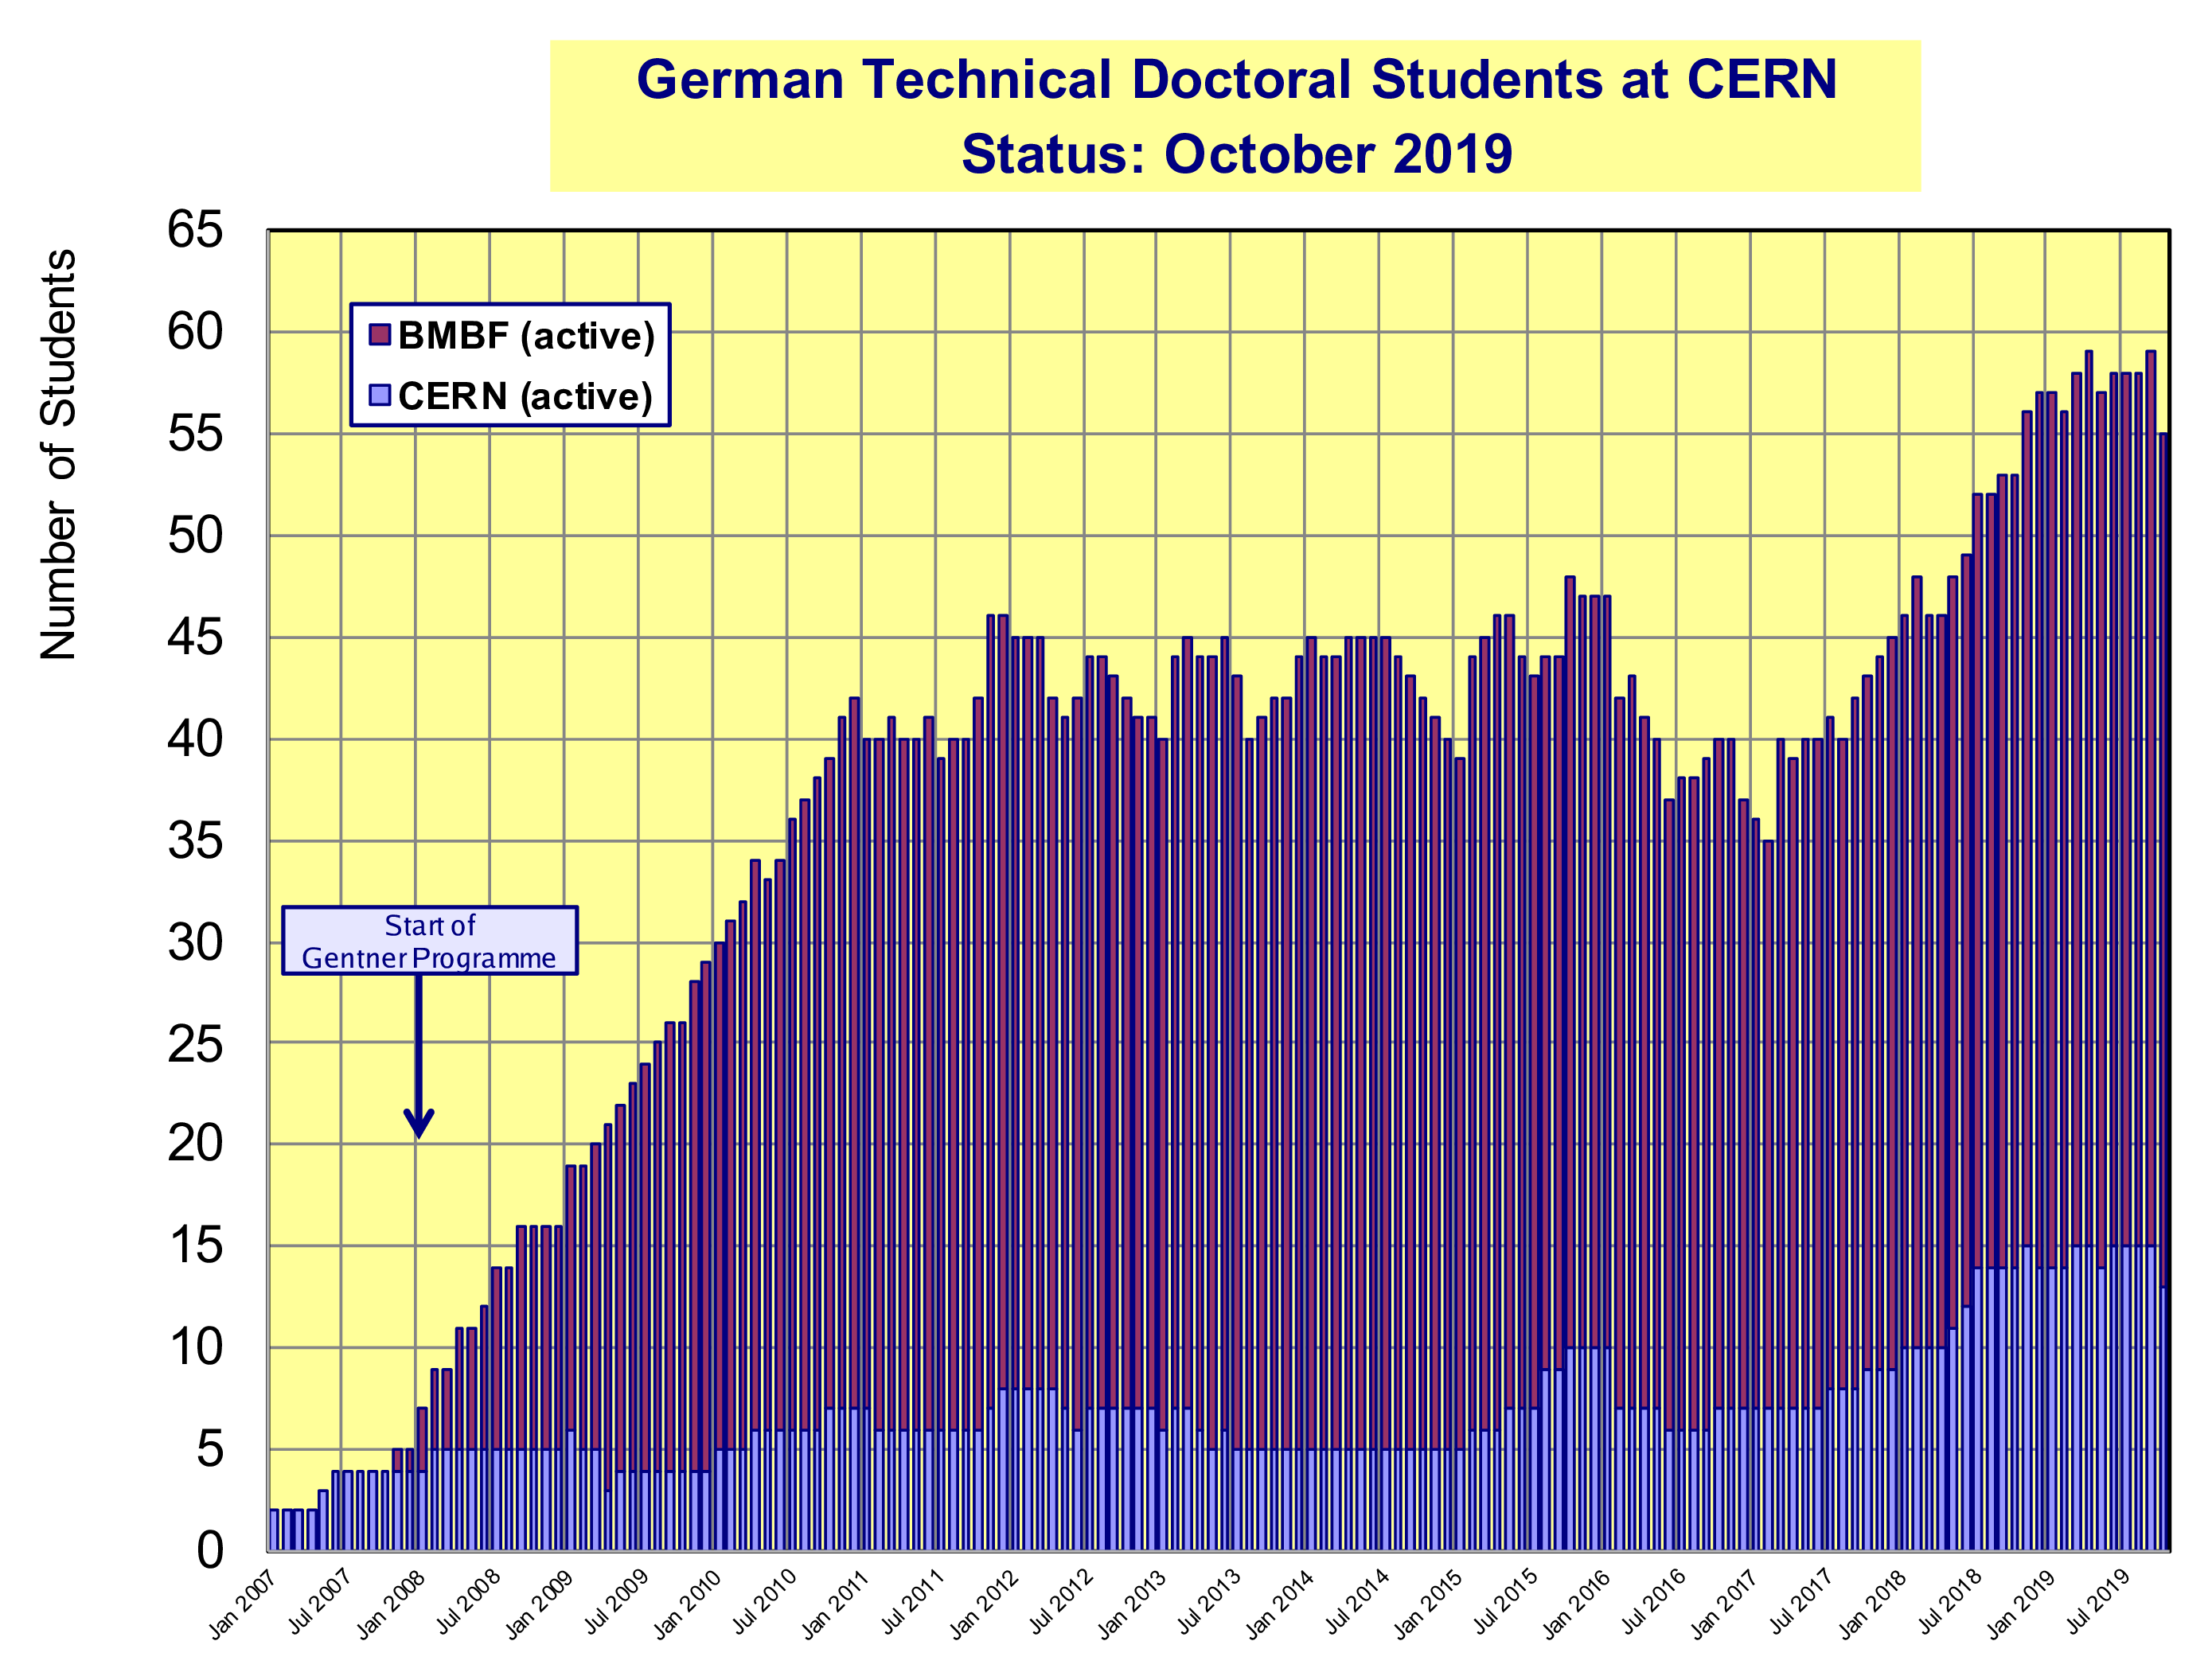 German Technical Doctoral Students at CERN
Status: October 2019
Number of Students
65
60
55
50
45
40
35
30
25
20
15
10
5
0
BMBF (active)
CERN (active)
Start of
Gentner Programme
Jan 2007
Jul 2007
Jan 2008
Jul 2008
Jan 2009
Jul 2009
Jan 2010
Jul 2010
Jan 2011
Jul 2011
Jan 2012
Jul 2012
Jan 2013
Jul 2013
Jan 2014
Jul 2014
Jan 2015
Jul 2015
Jan 2016
Jul 2016
Jan 2017
Jul 2017
Jan 2018
Jul 2018
Jan 2019
Jul 2019